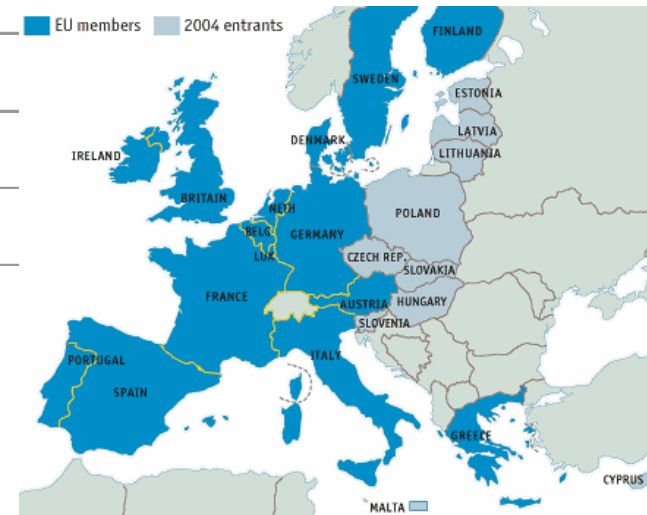 EU members 2004 entrants
FINLAND
SWEDEN
ESTONIA
LATVIA
LITHUANIA
DENMARK
IRELAND
BRITAIN
NETH
BELG
LUX
GERMANY
POLAND
CZECH REP.
SLOVAKIA
FRANCE
AUSTRIA
HUNGARY
SLOVENIA
ITALY
PORTUGAL
SPAIN
GREECE
CYPRUS
MALTA